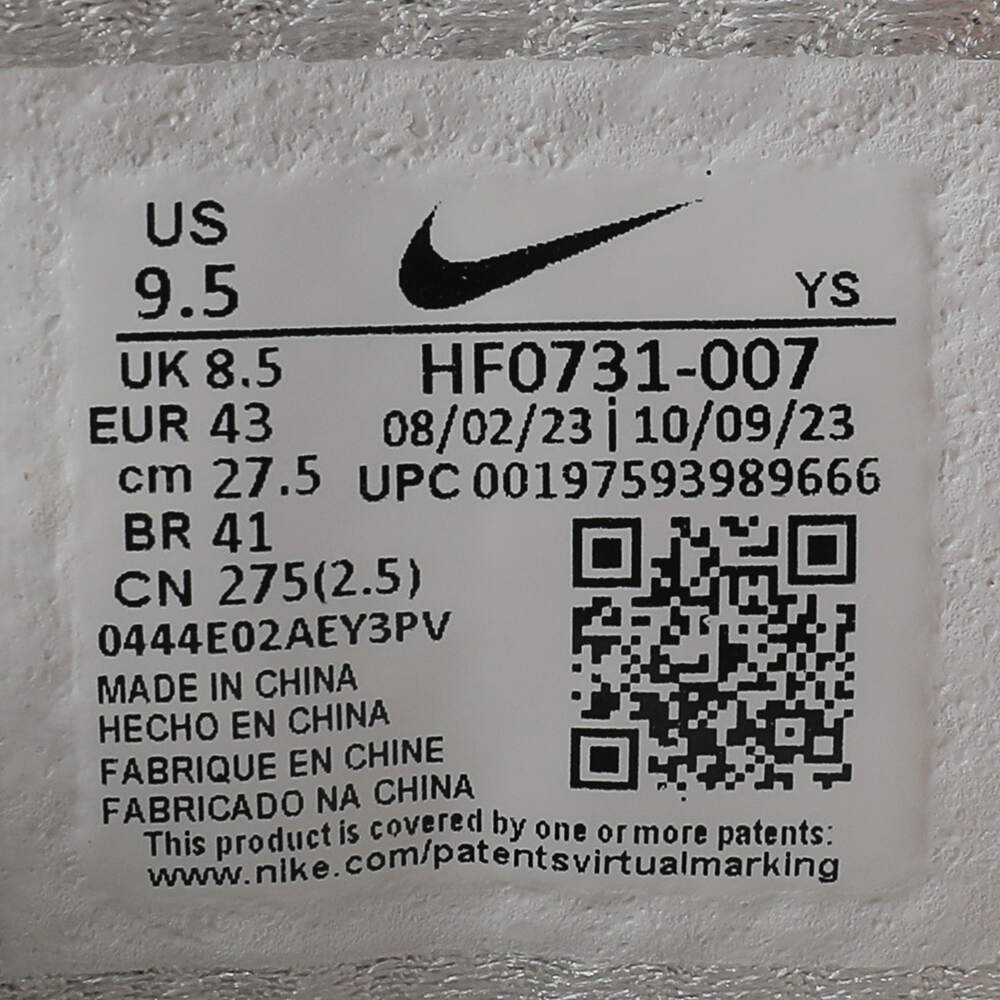 US
9.5
YS
UK 8.5
HF0731-007
EUR 43
08/02/23 | 10/09/23
cm 27.5
UPC 00197593989666
BR 41
CN 275(2.5)
0444E02AEY3PV
MADE IN CHINA
HECHO EN CHINA
FABRIQUE EN CHINE
FABRICADO NA CHINA
This product is covered by one or more patents:
www.nike.com/patentsvirtualmarking